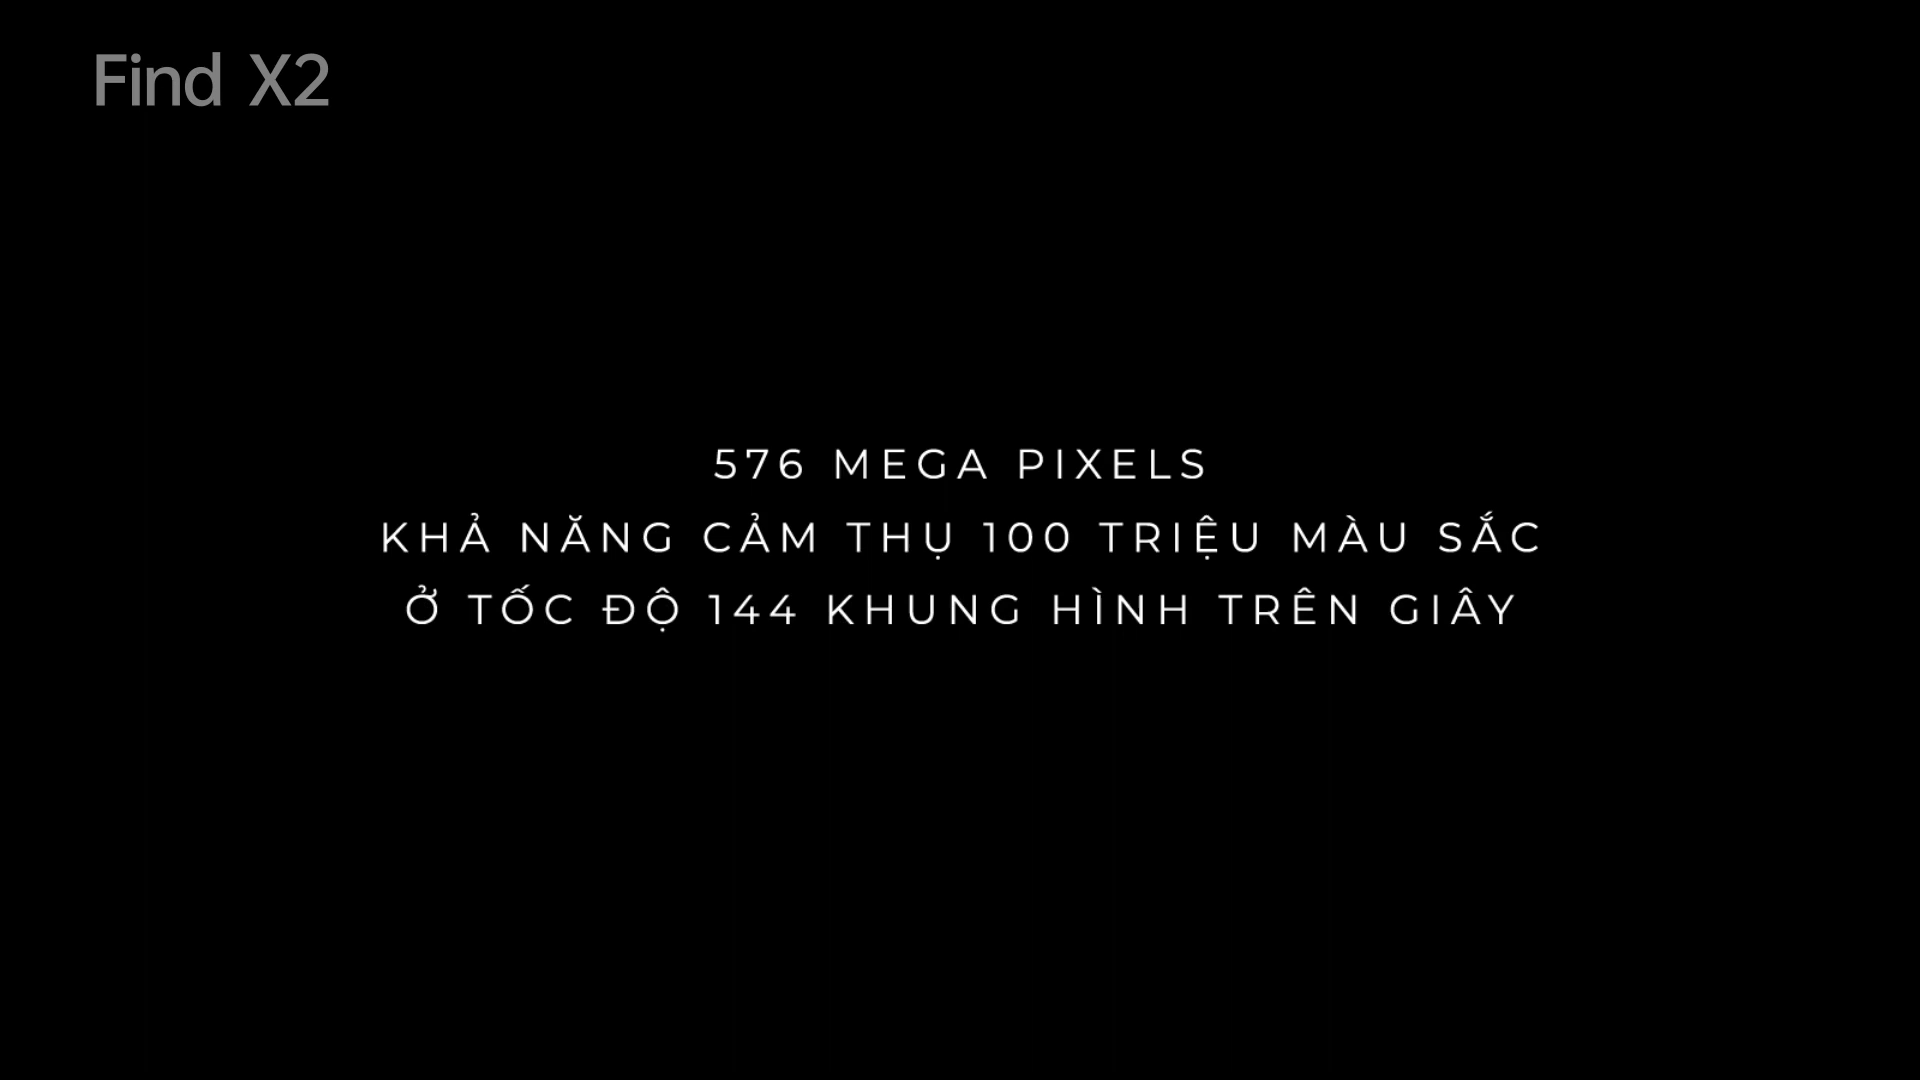 Find X2
576 MEGA PIXELS
KHẢ NĂNG CẢM THỤ 100 TRIỆU MÀU SẮC
Ở TỐC ĐỘ 144 KHUNG HÌNH TRÊN GIÂY